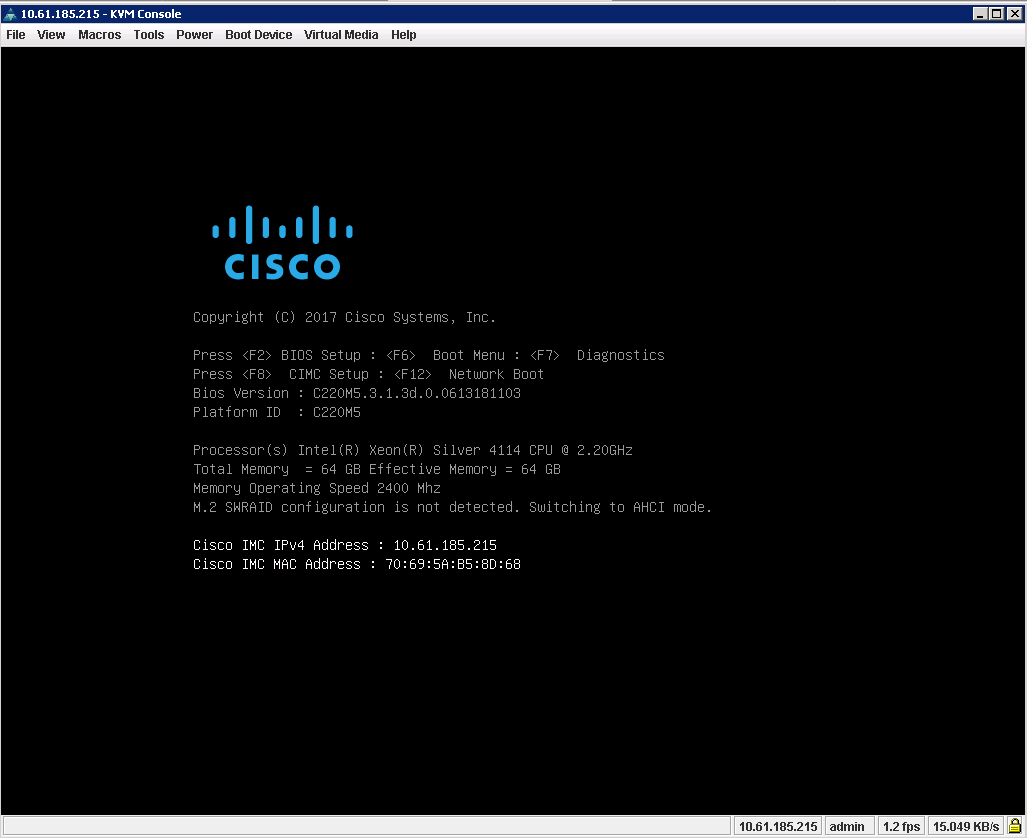 10.61.185.215 - KVM Console
File View Macros Tools Power Boot Device Virtual Media Help
CISCO
Copyright (C) 2017 Cisco Systems, Inc.
Press <F2> BIOS Setup : <F6>  Boot Menu : <F7>  Diagnostics
Press <F8>  CIMC Setup : <F12>  Network Boot
Bios Version : C220M5.3.1.3d.0.0613181103
Platform ID  : C220M5
Processor(s) Intel(R) Xeon(R) Silver 4114 CPU @ 2.20GHz
Total Memory  = 64 GB Effective Memory = 64 GB
Memory Operating Speed 2400 Mhz
M.2 SWRAID configuration is not detected. Switching to AHCI mode.
Cisco IMC IPv4 Address : 10.61.185.215
Cisco IMC MAC Address : 70:69:5A:B5:8D:68
10.61.185.215 admin 1.2 fps 15.049 KB/s